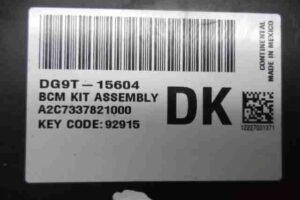 DG9T-15604
BCM KIT ASSEMBLY
A2C7337821000
KEY CODE: 92915
DK
CONTINENTAL
MADE IN MEXICO